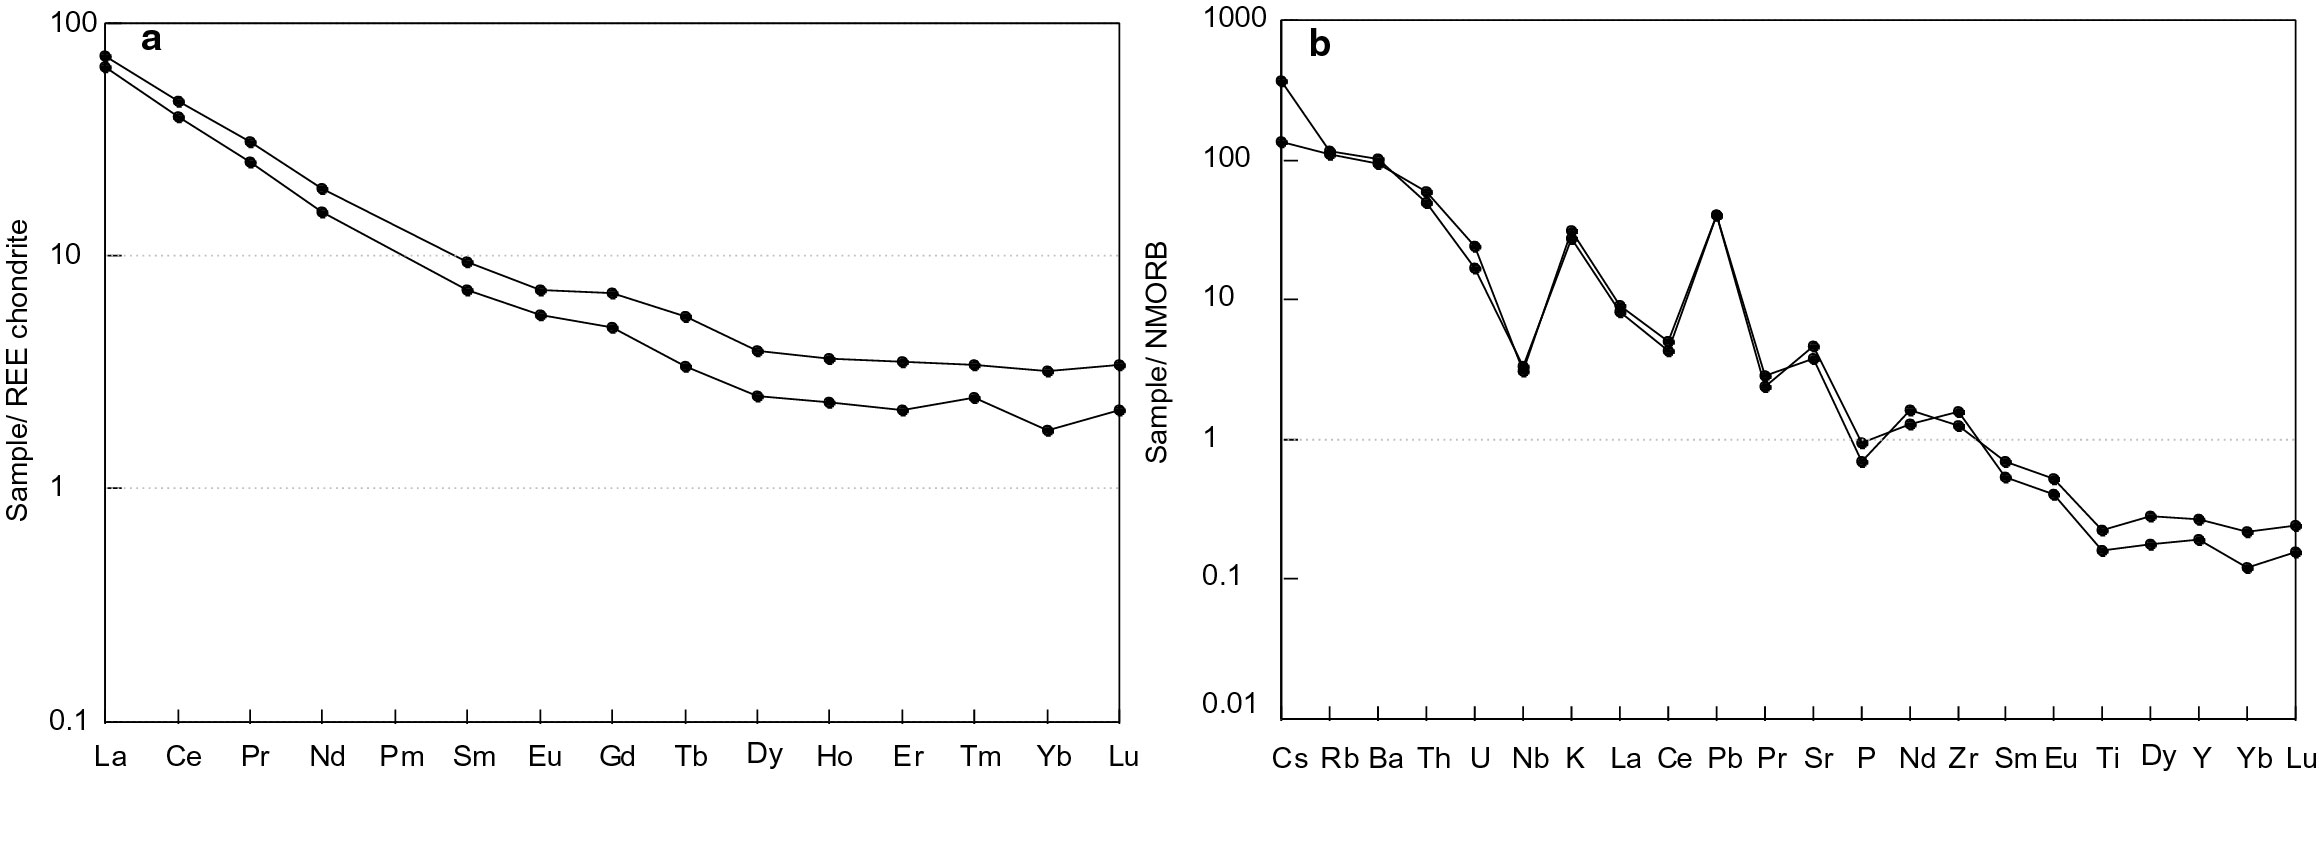 a
100
10
1
0.1
Sample/ REE chondrite
La Ce Pr Nd Pm Sm Eu Gd Tb Dy Ho Er Tm Yb Lu
b
1000
100
10
1
0.1
0.01
Sample/ NMORB
Cs Rb Ba Th U Nb K La Ce Pb Pr Sr P Nd Zr Sm Eu Ti Dy Y Yb Lu